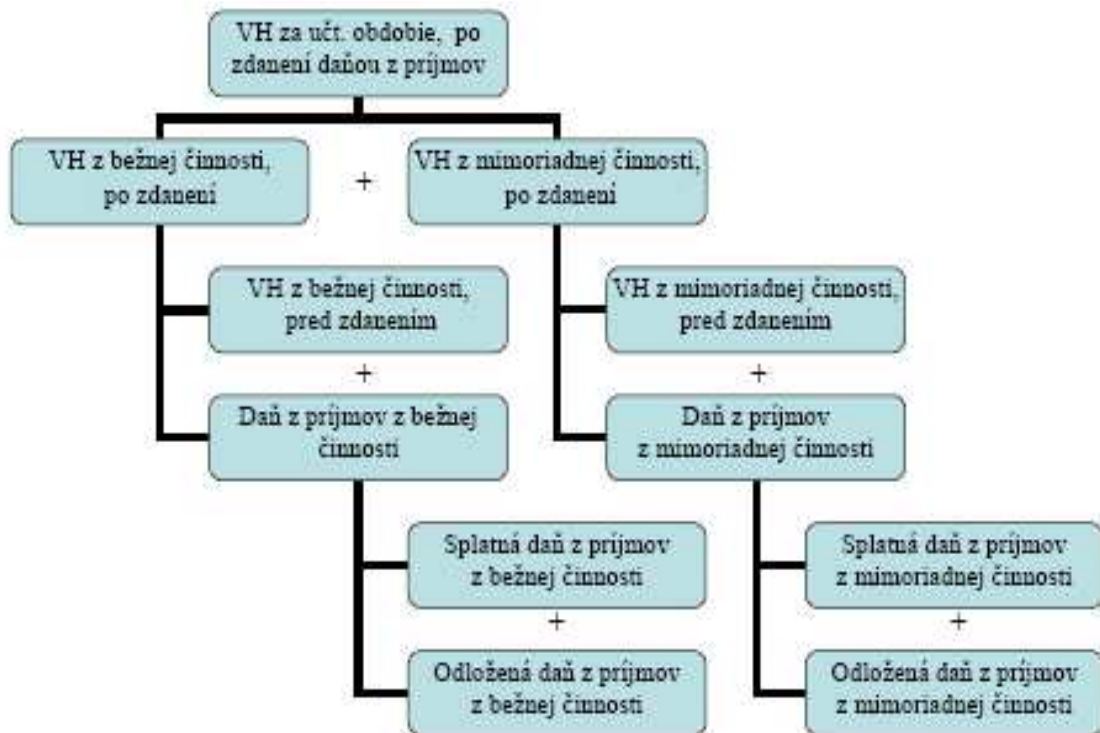 VH za učt. obdobie, po
zdanení daňou z príjmov
VH z bežnej činnosti,
po zdanení
+
VH z mimoriadnej činnosti,
po zdanení
VH z bežnej činnosti,
pred zdanením
VH z mimoriadnej činnosti,
pred zdanením
+
+
Daň z príjmov z bežnej
činnosti
Daň z príjmov
z mimoriadnej činnosti
Splatná daň z príjmov
z bežnej činnosti
Splatná daň z príjmov
z mimoriadnej činnosti
+
+
Odložená daň z príjmov
z bežnej činnosti
Odložená daň z príjmov
z mimoriadnej činnosti